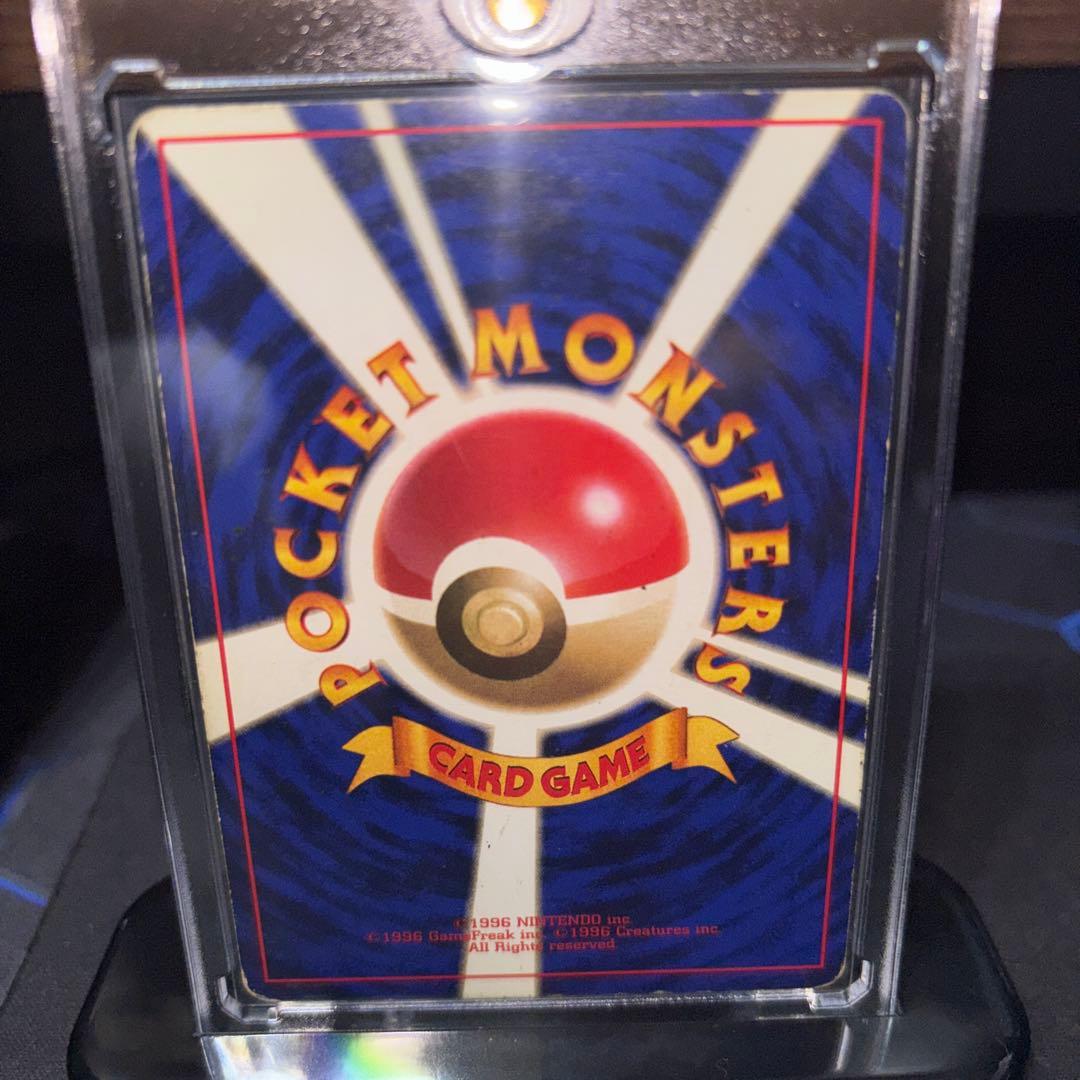 POCKET MONSTERS
CARD GAME
©1996 NINTENDO inc.
©1996 GameFreak inc. ©1996 Creatures inc.
All Rights reserved.